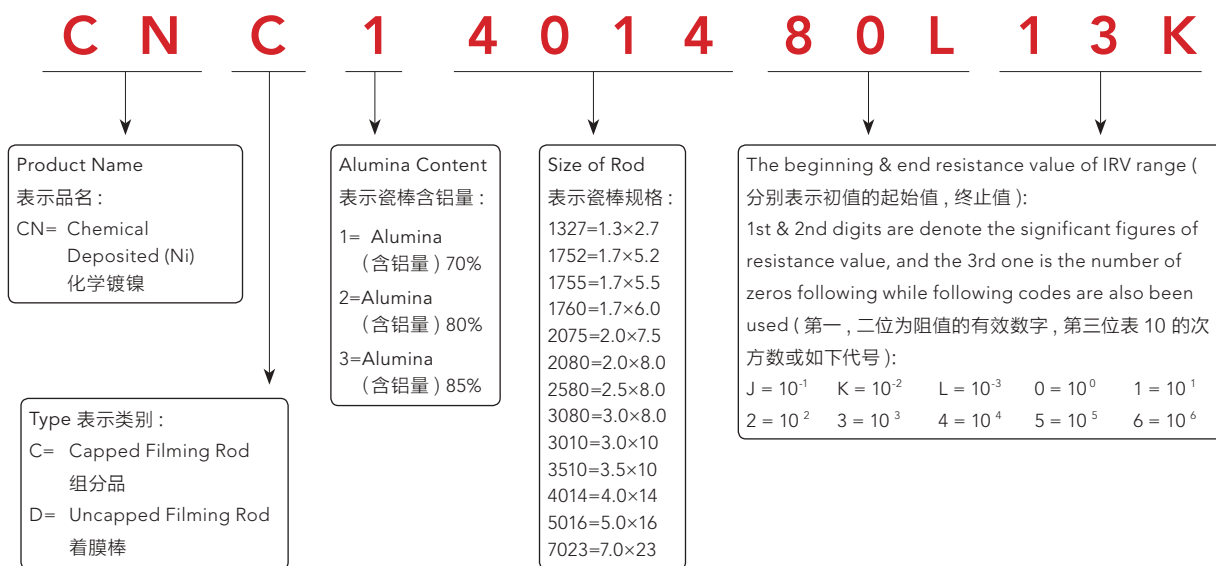 C N C 1 4 0 1 4 8 0 L 1 3 K
Product Name
表示品名 :
CN= Chemical
Deposited (Ni)
化学镀镍
Type 表示类别 :
C= Capped Filming Rod
组分品
D= Uncapped Filming Rod
着膜棒
Alumina Content
表示瓷棒含铝量 :
1= Alumina
（含铝量 ) 70%
2=Alumina
（含铝量 ) 80%
3=Alumina
（含铝量 ) 85%
Size of Rod
表示瓷棒规格 :
1327=1.3×2.7
1752=1.7×5.2
1755=1.7×5.5
1760=1.7×6.0
2075=2.0×7.5
2080=2.0×8.0
2580=2.5×8.0
3080=3.0×8.0
3010=3.0×10
3510=3.5×10
4014=4.0×14
5016=5.0×16
7023=7.0×23
The beginning & end resistance value of IRV range (
分别表示初值的起始值 , 终止值 ):
1st & 2nd digits are denote the significant figures of
resistance value, and the 3rd one is the number of
zeros following while following codes are also been
used ( 第一 , 二位为阻值的有效数字 , 第三位表 10 的次
方数或如下代号 ):
J = 10⁻¹ K = 10⁻² L = 10⁻³ 0 = 10⁰ 1 = 10¹
2 = 10² 3 = 10³ 4 = 10⁴ 5 = 10⁵ 6 = 10⁶